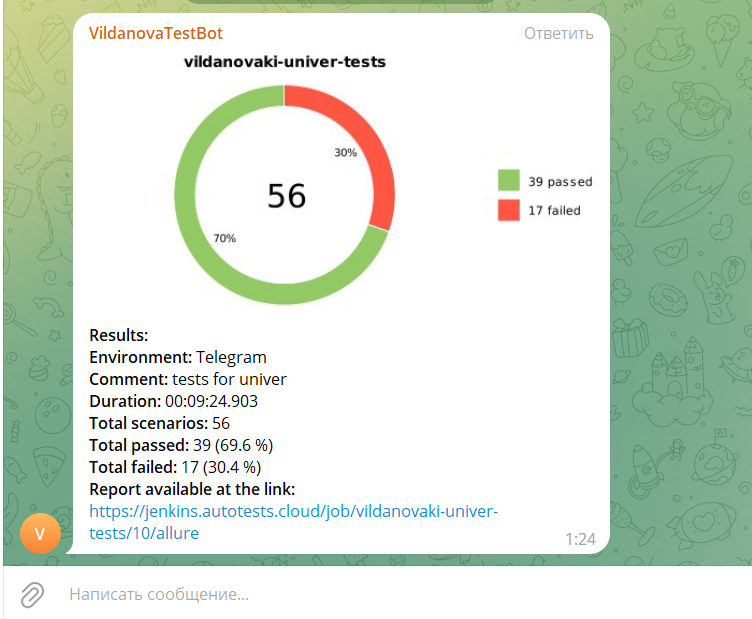 VildanovaTestBot
Ответить
vildanovaki-univer-tests
30%
56
70%
39 passed
17 failed
Results:
Environment: Telegram
Comment: tests for univer
Duration: 00:09:24.903
Total scenarios: 56
Total passed: 39 (69.6 %)
Total failed: 17 (30.4 %)
Report available at the link:
https://jenkins.autotests.cloud/job/vildanovaki-univer-
tests/10/allure
V
1:24
Написать сообщение...